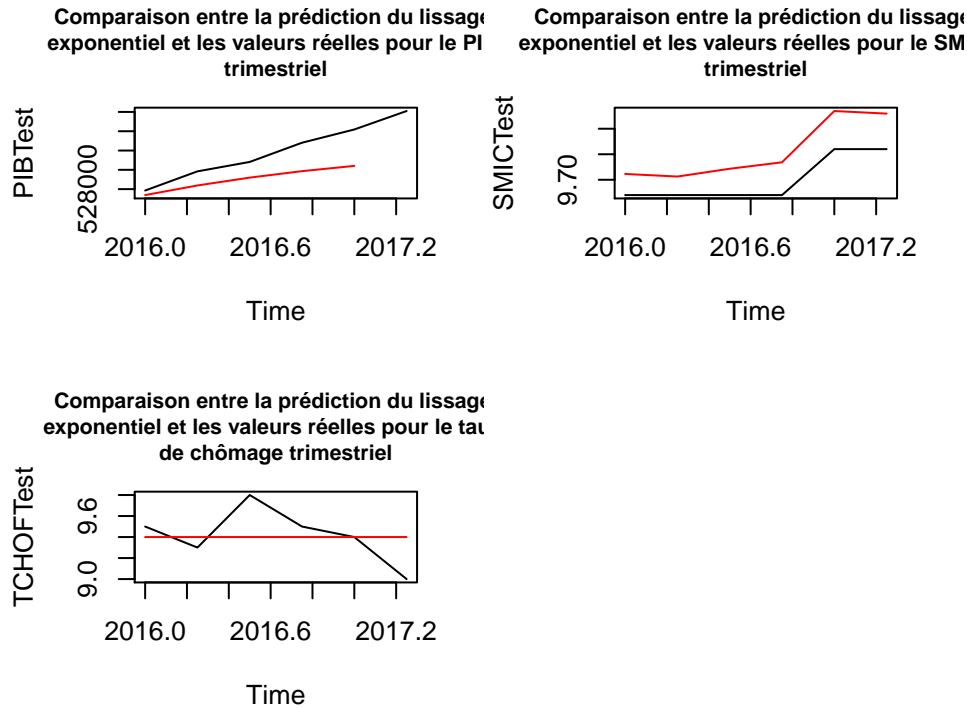 Comparaison entre la prédiction du lissage
exponentiel et les valeurs réelles pour le PI
trimestriel
PIBTest
528000
2016.0 2016.6 2017.2
Time
Comparaison entre la prédiction du lissage
exponentiel et les valeurs réelles pour le SM
trimestriel
SMICTest
9.70
2016.0 2016.6 2017.2
Time
Comparaison entre la prédiction du lissage
exponentiel et les valeurs réelles pour le tau
de chômage trimestriel
TCHOFTest
9.6
9.0
2016.0 2016.6 2017.2
Time